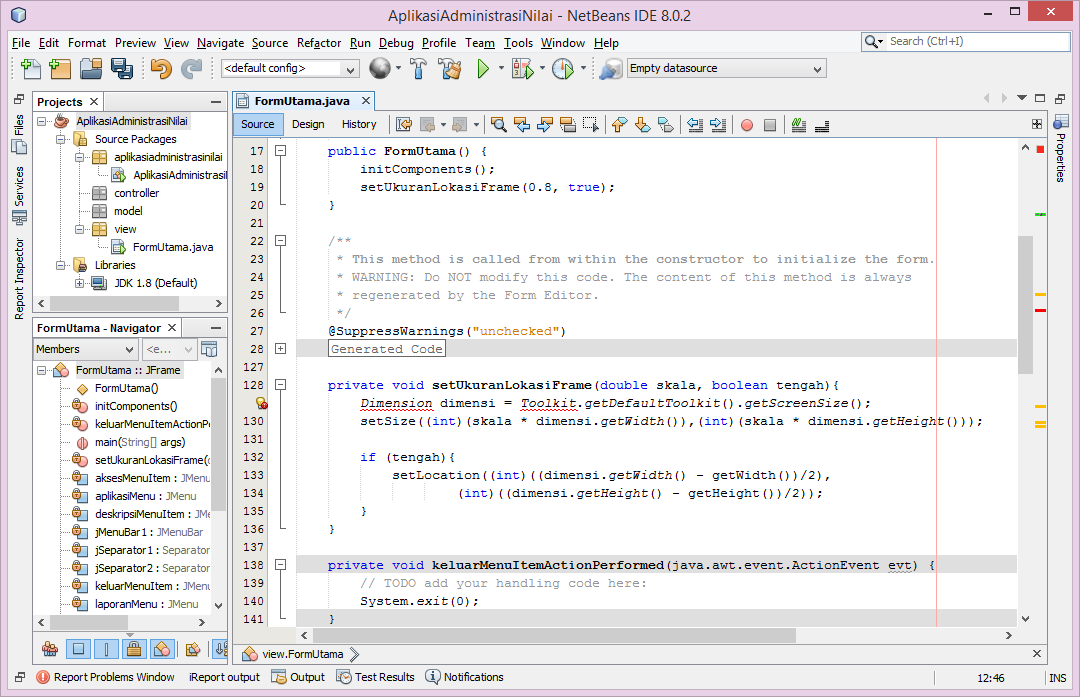 AplikasiAdministrasiNilai - NetBeans IDE 8.0.2
File Edit Format Preview View Navigate Source Refactor Run Debug Profile Team Tools Window Help
Search (Ctrl+I)
<default config>
Empty datasource
Files
Services
Report Inspector
Projects
AplikasiAdministrasiNilai
Source Packages
aplikasiadministrasinilai
AplikasiAdministrasil
controller
model
view
FormUtama.java
Libraries
JDK 1.8 (Default)
FormUtama - Navigator
Members
<e...
FormUtama :: JFrame
FormUtama()
initComponents()
keluarMenuItemActionPe
main(String[] args)
setUkuranLokasiFrame(d
aksesMenuItem : JMenu
aplikasiMenu : JMenu
deskripsiMenuItem : JMe
jMenuBar1 : JMenuBar
jSeparator1 : Separator
jSeparator2 : Separator
keluarMenuItem : JMenu
laporanMenu : JMenu
FormUtama.java
Source Design History
17 public FormUtama() {
18 initComponents();
19 setUkuranLokasiFrame(0.8, true);
20 }
21
22 /**
23 * This method is called from within the constructor to initialize the form.
24 * WARNING: Do NOT modify this code. The content of this method is always
25 * regenerated by the Form Editor.
26 */
27 @SuppressWarnings("unchecked")
28 Generated Code
127
128 private void setUkuranLokasiFrame(double skala, boolean tengah){
Dimension dimensi = Toolkit.getDefaultToolkit().getScreenSize();
130 setSize((int)(skala * dimensi.getWidth()),(int)(skala * dimensi.getHeight()));
131
132 if (tengah){
133 setLocation((int)((dimensi.getWidth() - getWidth())/2),
134 (int)((dimensi.getHeight() - getHeight())/2));
135 }
136 }
137
138 private void keluarMenuItemActionPerformed(java.awt.event.ActionEvent evt) {
139 // TODO add your handling code here:
140 System.exit(0);
141 }
Properties
view.FormUtama
Report Problems Window iReport output Output Test Results Notifications
12:46 INS